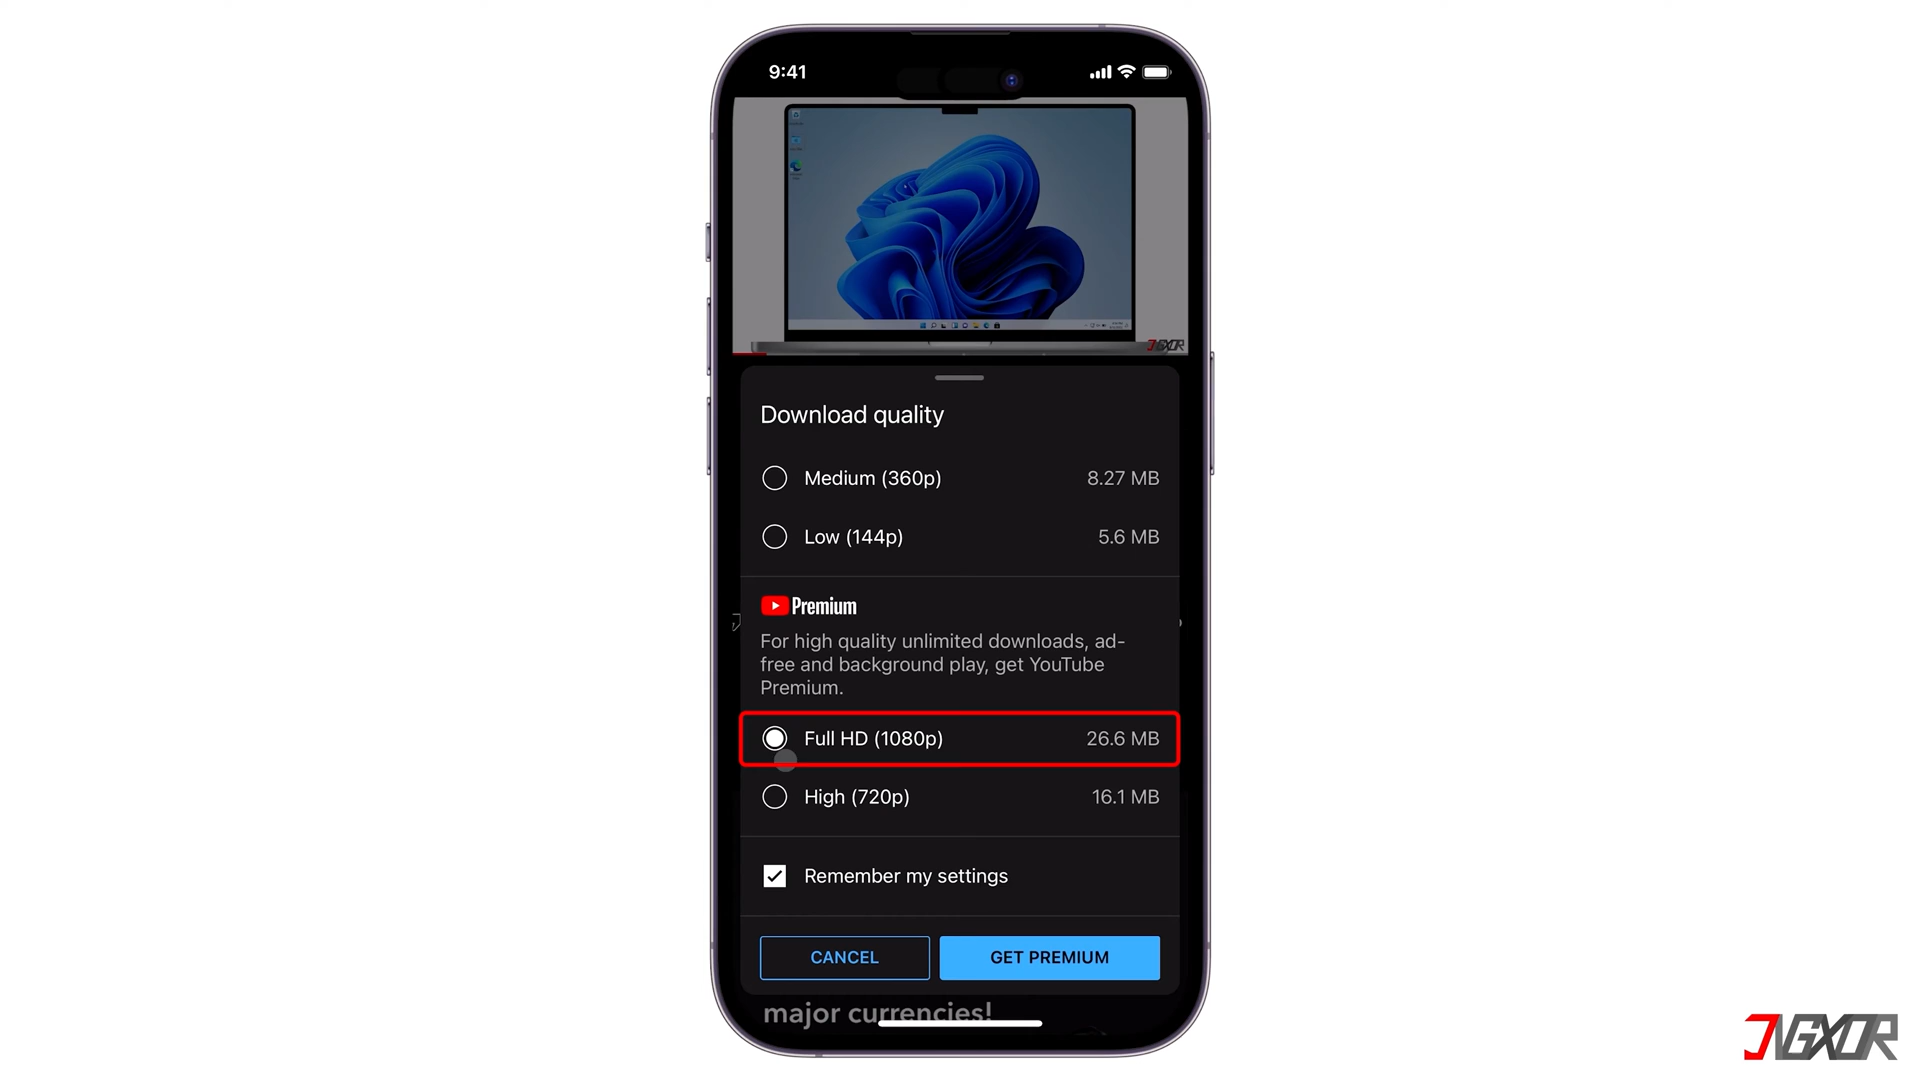 9:41
JIGXOR
Download quality
Medium (360p) 8.27 MB
Low (144p) 5.6 MB
Premium
For high quality unlimited downloads, ad-
free and background play, get YouTube
Premium.
Full HD (1080p) 26.6 MB
High (720p) 16.1 MB
Remember my settings
CANCEL GET PREMIUM
major currencies!
JIGXOR